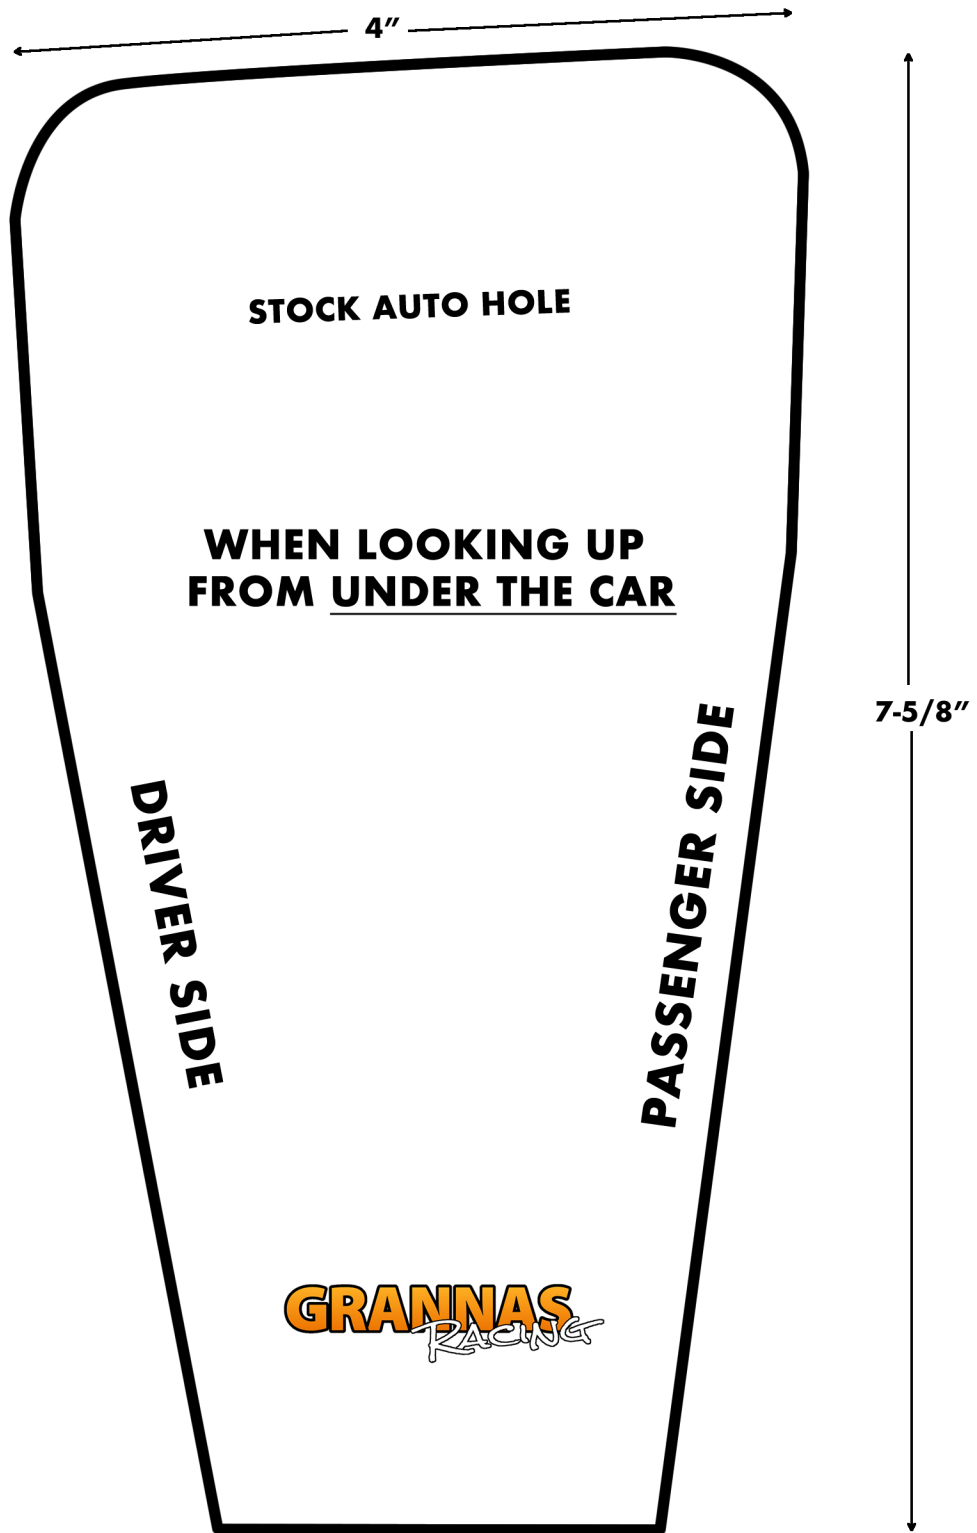 4″
STOCK AUTO HOLE
WHEN LOOKING UP
FROM UNDER THE CAR
7-5/8″
DRIVER SIDE
PASSENGER SIDE
GRANNAS
RACING